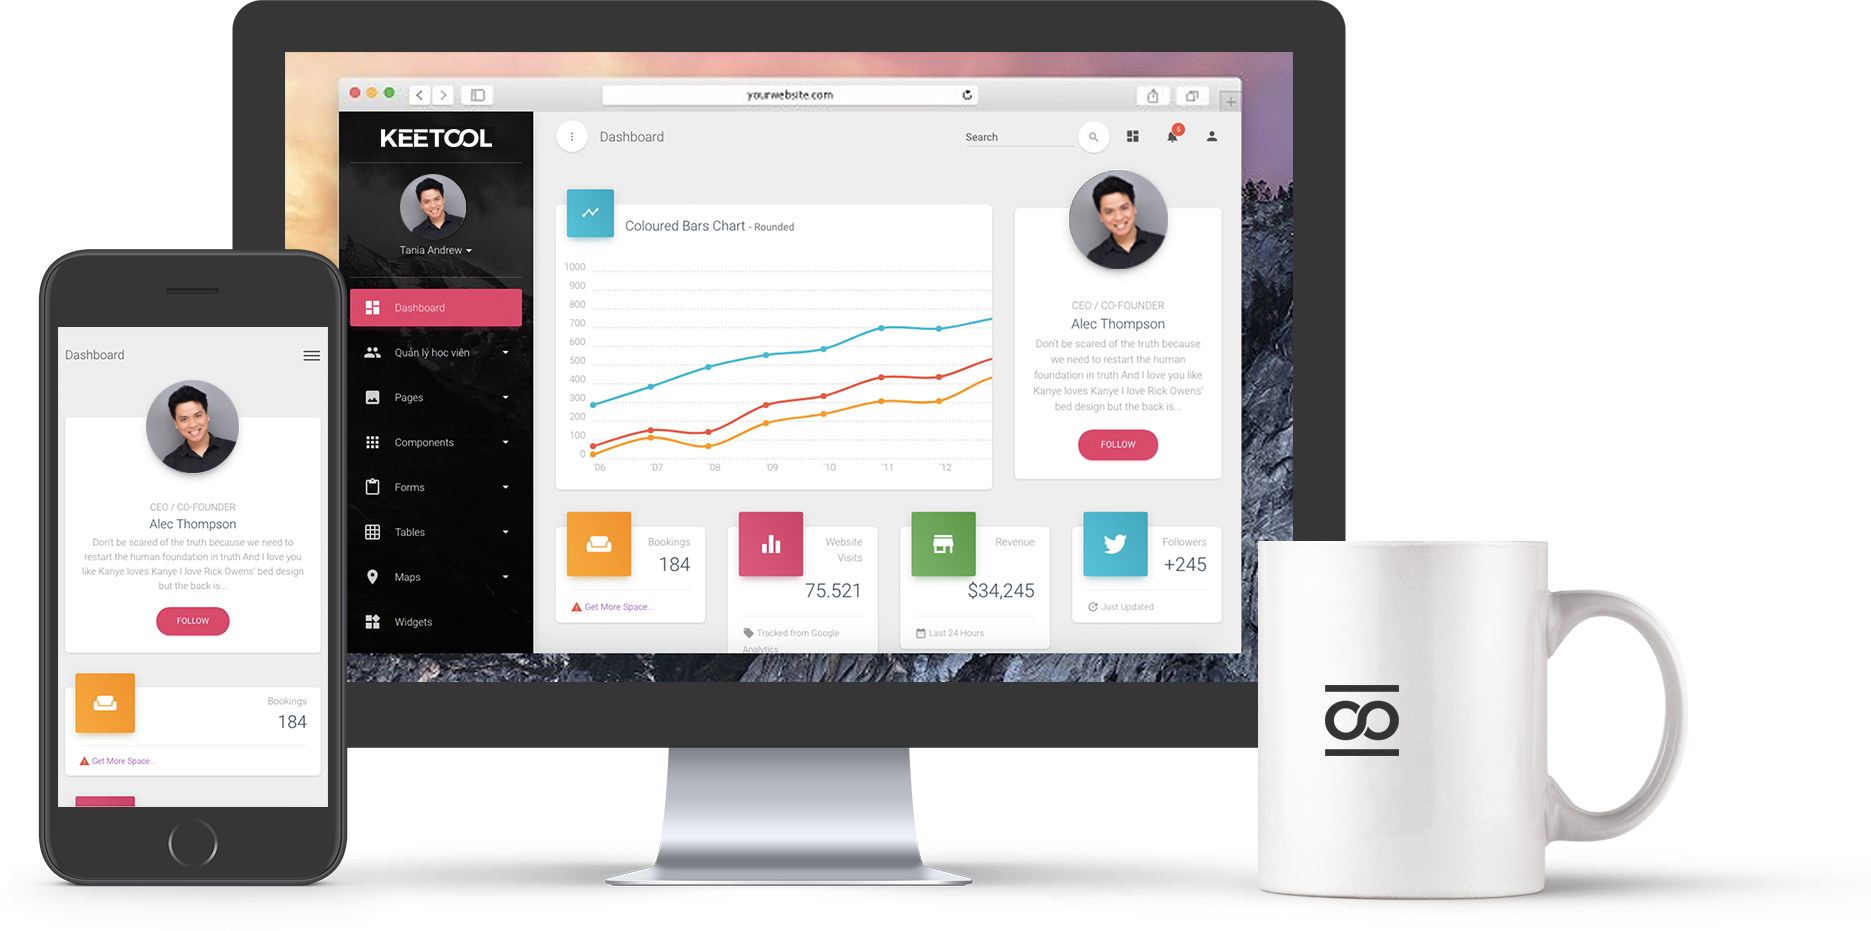 yourwebsite.com
KEETOOL
Tania Andrew
Dashboard
Quản lý học viên
Pages
Components
Forms
Tables
Maps
Widgets
Dashboard
Search
5
Coloured Bars Chart - Rounded
1000
900
800
700
600
500
400
300
200
100
0
'06 '07 '08 '09 '10 '11 '12
CEO / CO-FOUNDER
Alec Thompson
Don't be scared of the truth because
we need to restart the human
foundation in truth And I love you like
Kanye loves Kanye I love Rick Owens'
bed design but the back is...
FOLLOW
Bookings
184
Get More Space...
Website
Visits
75.521
Tracked from Google
Analytics
Revenue
$34,245
Last 24 Hours
Followers
+245
Just Updated
Dashboard
CEO / CO-FOUNDER
Alec Thompson
Don't be scared of the truth because we need to
restart the human foundation in truth And I love you
like Kanye loves Kanye I love Rick Owens' bed design
but the back is...
FOLLOW
Bookings
184
Get More Space...